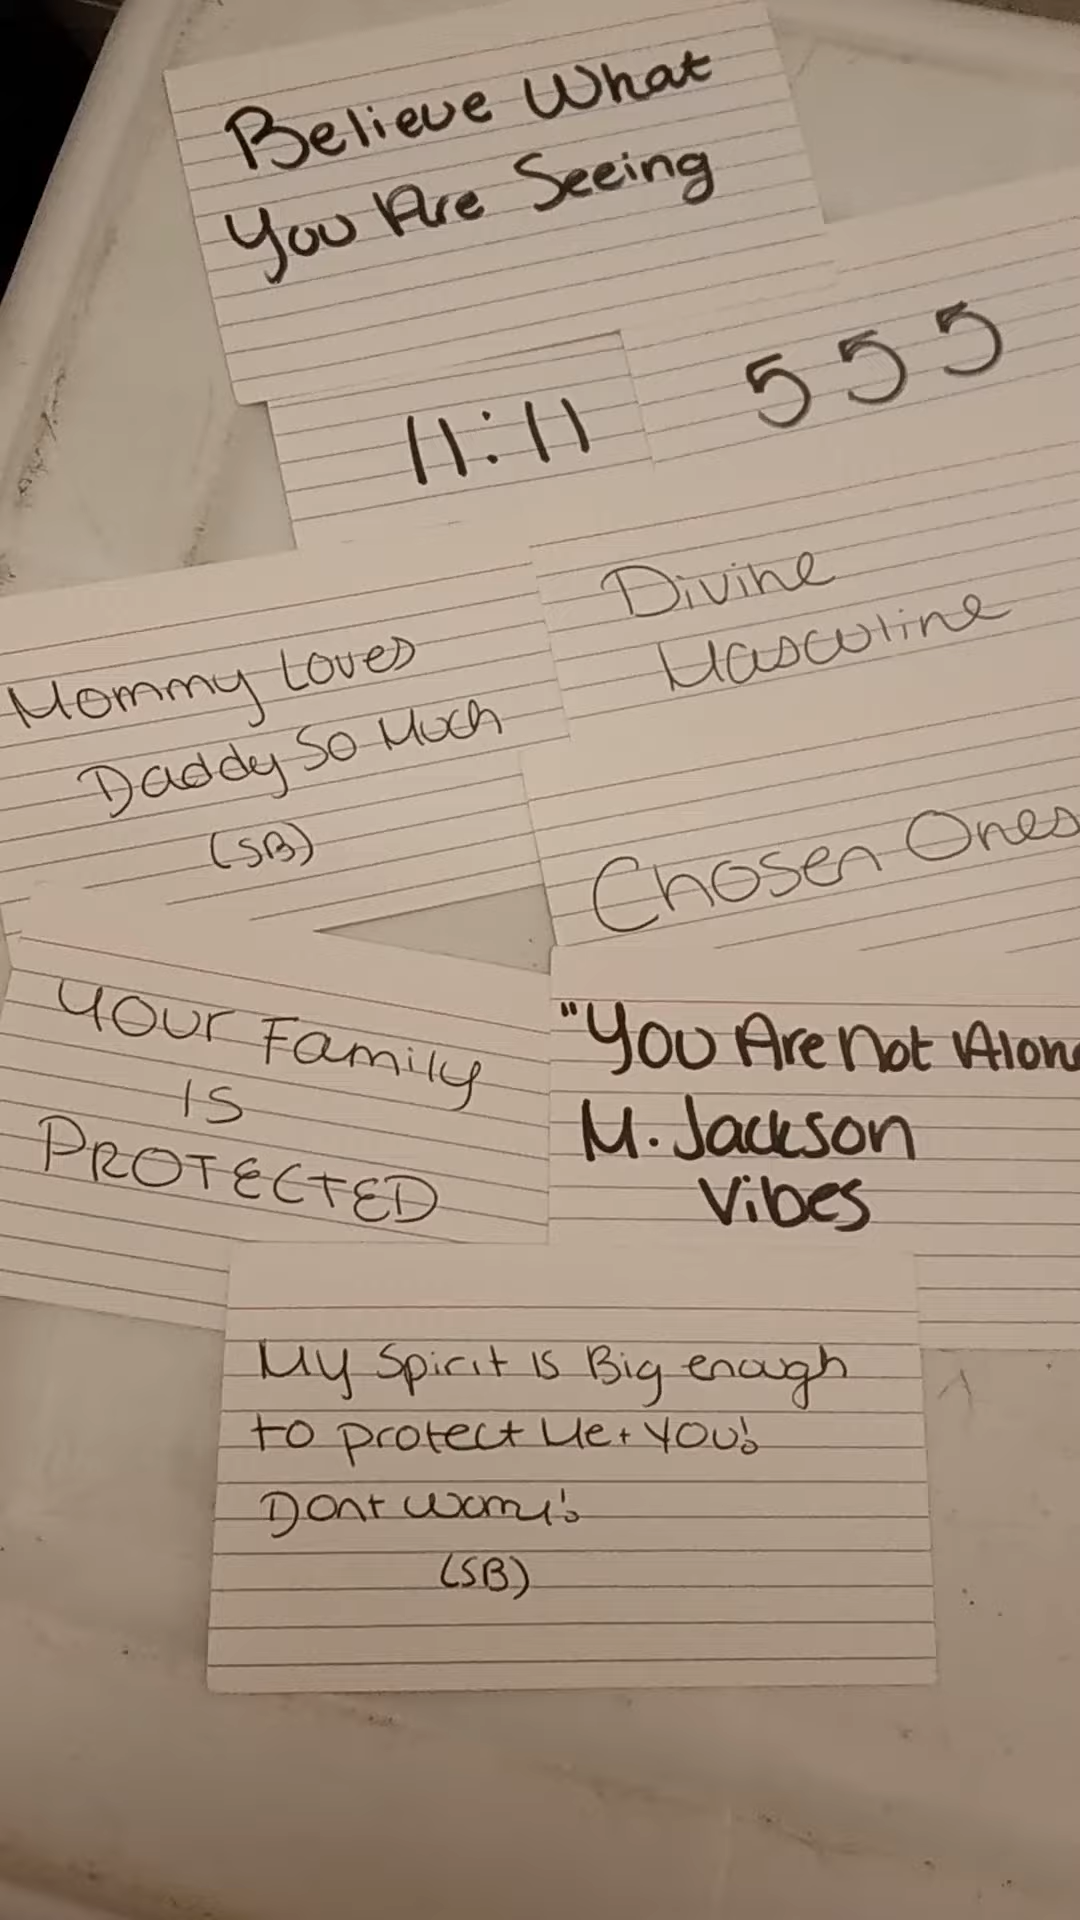 Believe What
You Are Seeing
11:11
555
Divine
Masculine
Mommy Loves
Daddy So Much
(SB)
Chosen Ones
Your Family
IS
PROTECTED
"You Are not Alone
M. Jackson
Vibes
My Spirit Is Big enough
to protect Me + You!
Dont Worry!
(SB)